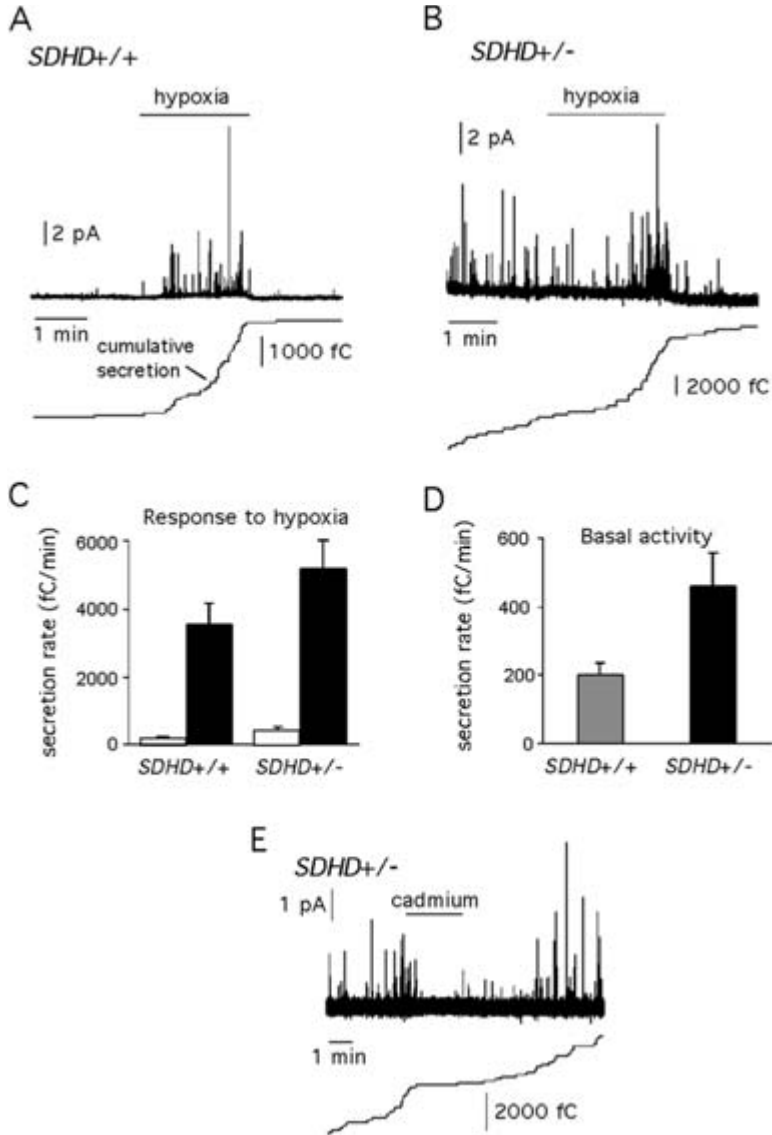 A
SDHD+/+
hypoxia
2 pA
1 min
cumulative
secretion
1000 fC
B
SDHD+/-
hypoxia
2 pA
1 min
2000 fC
C
Response to hypoxia
secretion rate (fC/min)
6000
4000
2000
0
SDHD+/+
SDHD+/-
D
Basal activity
secretion rate (fC/min)
600
400
200
0
SDHD+/+
SDHD+/-
E
SDHD+/-
1 pA
cadmium
1 min
2000 fC